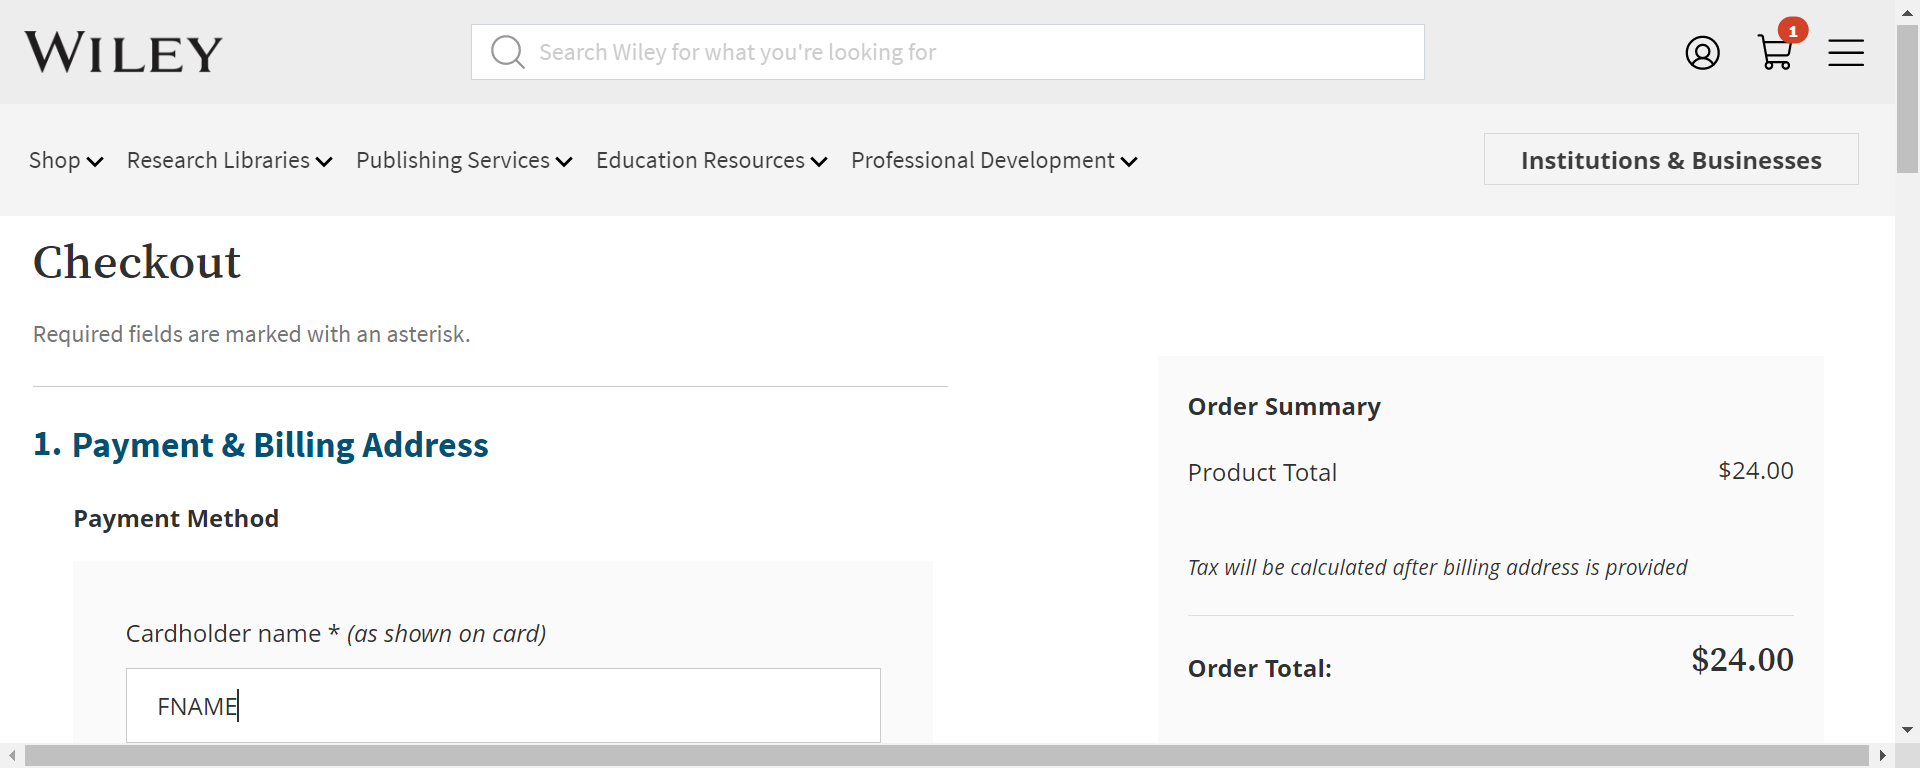 WILEY
Search Wiley for what you're looking for
1
Shop Research Libraries Publishing Services Education Resources Professional Development
Institutions & Businesses
Checkout
Required fields are marked with an asterisk.
1. Payment & Billing Address
Payment Method
Cardholder name * (as shown on card)
FNAME
Order Summary
Product Total $24.00
Tax will be calculated after billing address is provided
Order Total: $24.00